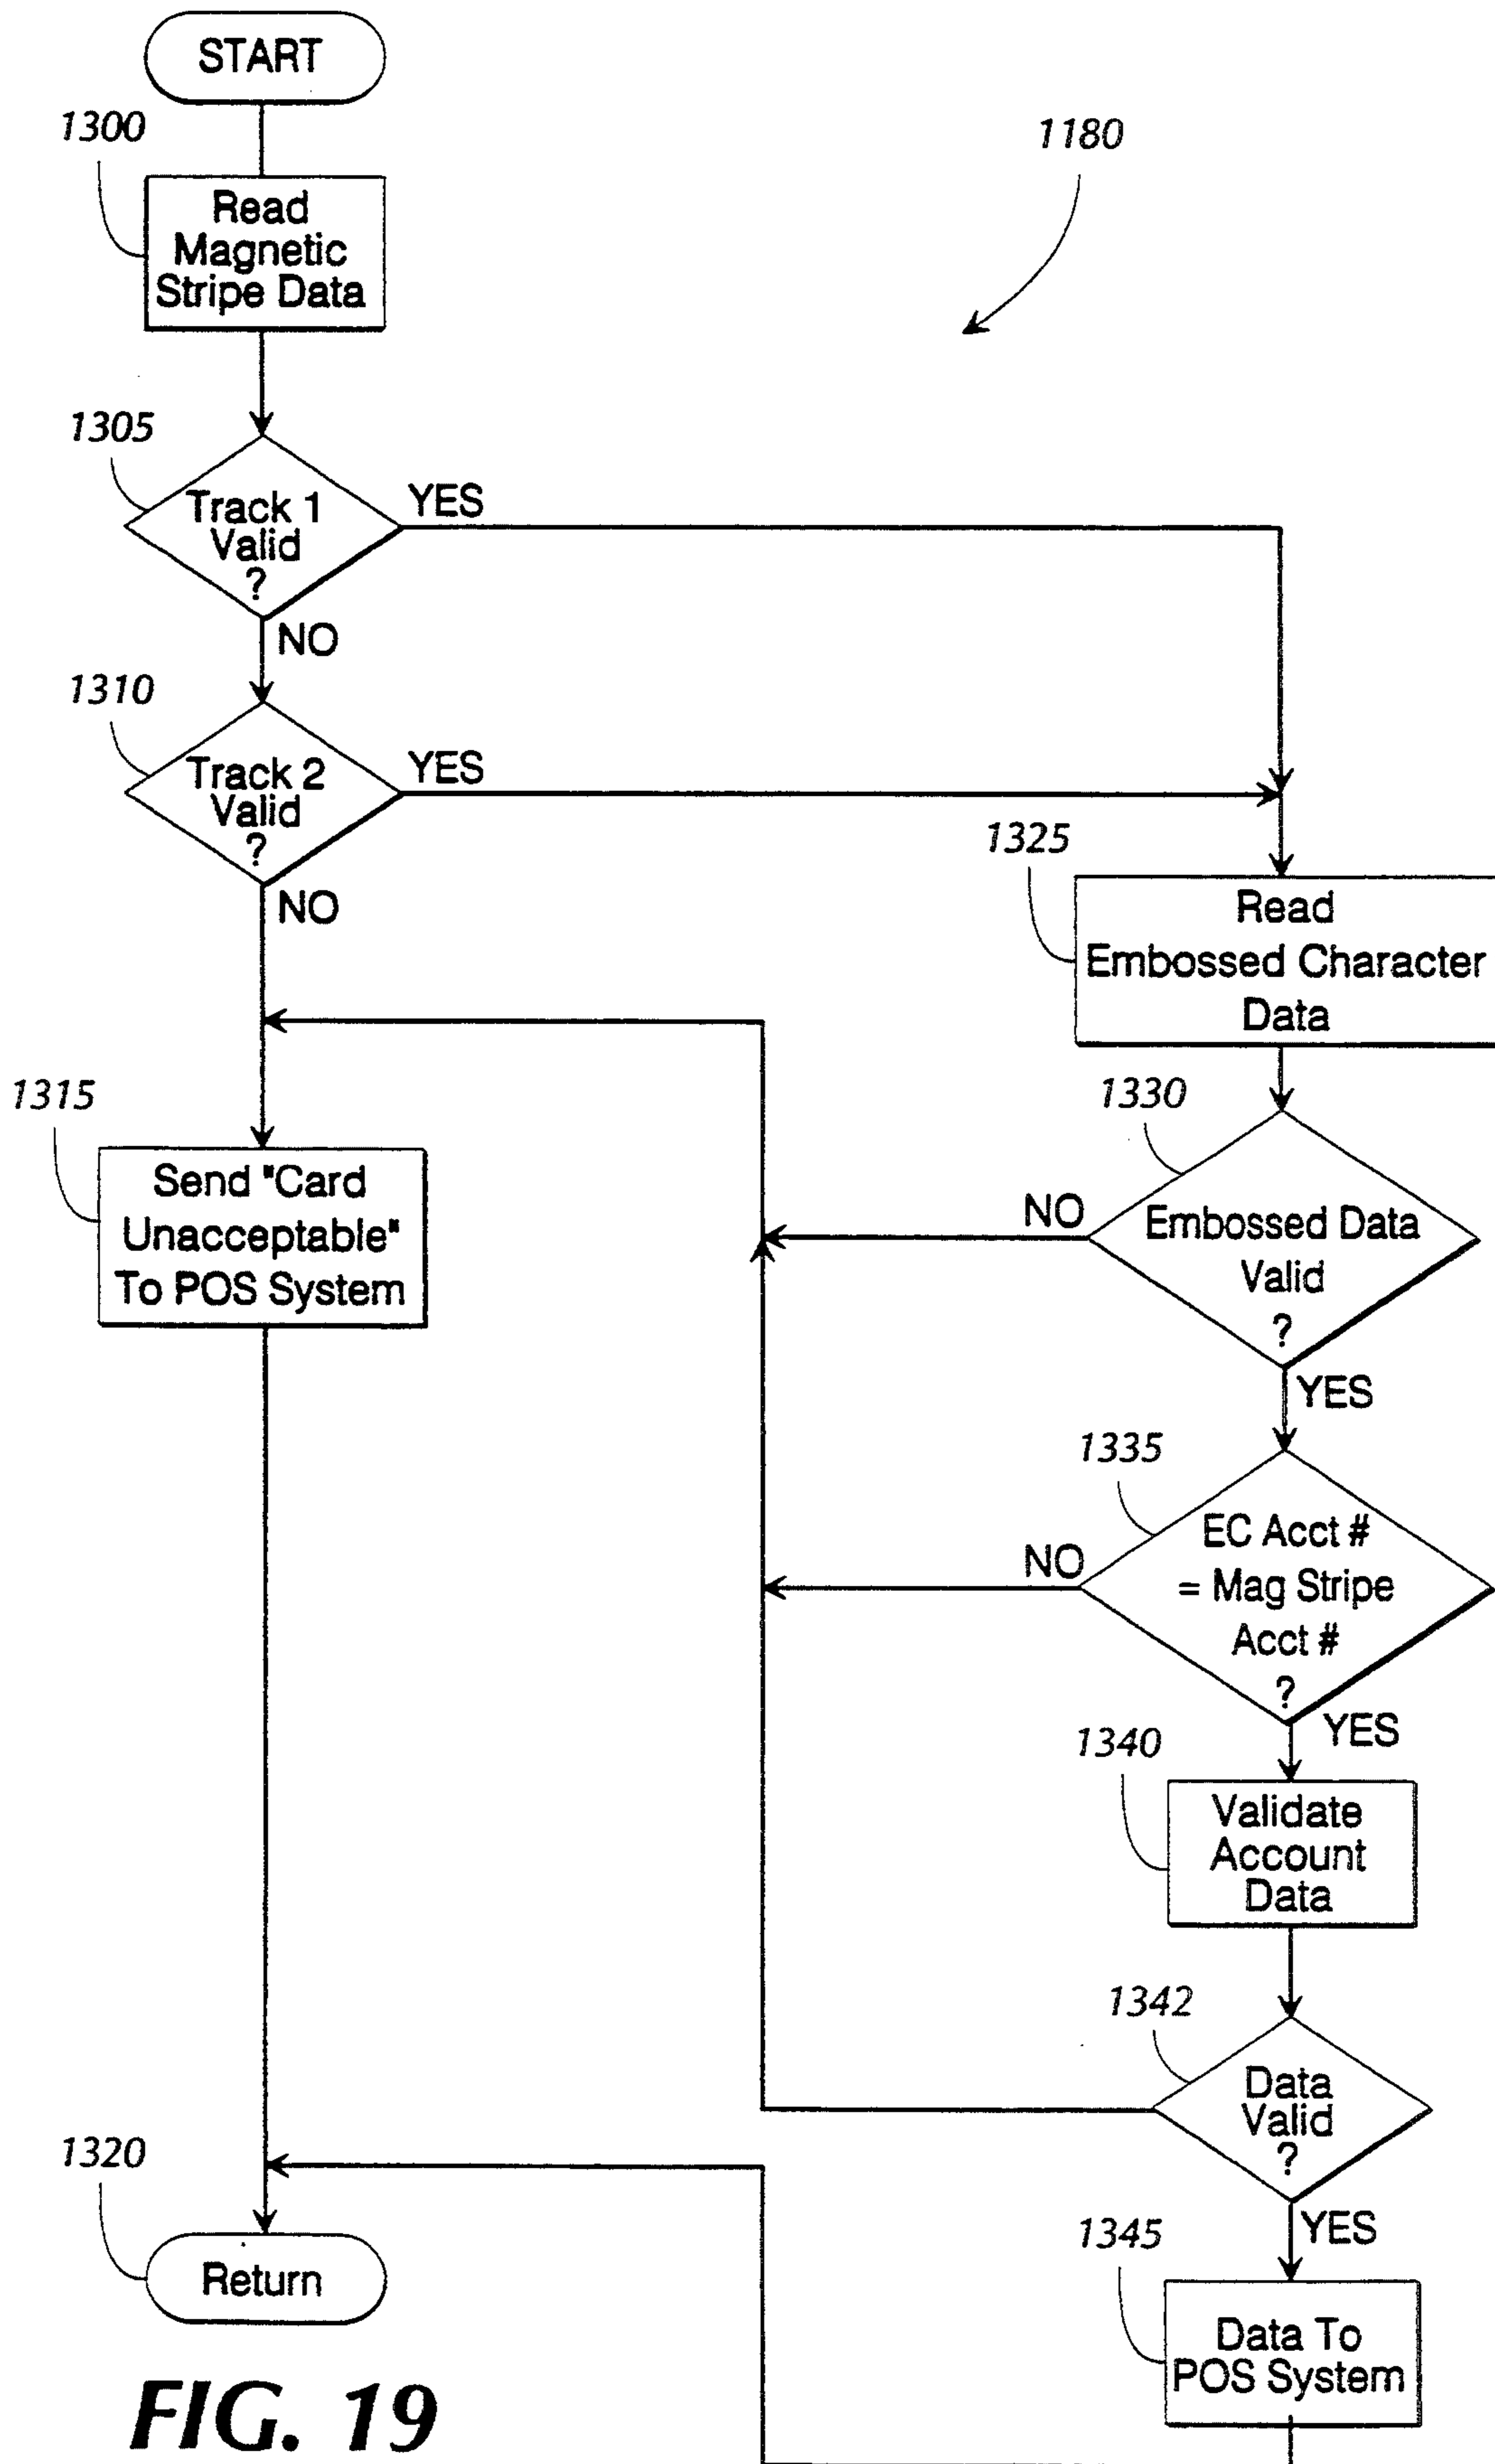 START
1300
1180
Read
Magnetic
Stripe Data
1305
Track 1
Valid
?
YES
NO
1310
Track 2
Valid
?
YES
NO
1325
Read
Embossed Character
Data
1315
Send "Card
Unacceptable"
To POS System
1330
Embossed Data
Valid
?
NO
YES
1335
EC Acct #
= Mag Stripe
Acct #
?
NO
YES
1340
Validate
Account
Data
1342
Data
Valid
?
YES
1320
Return
1345
Data To
POS System
FIG. 19